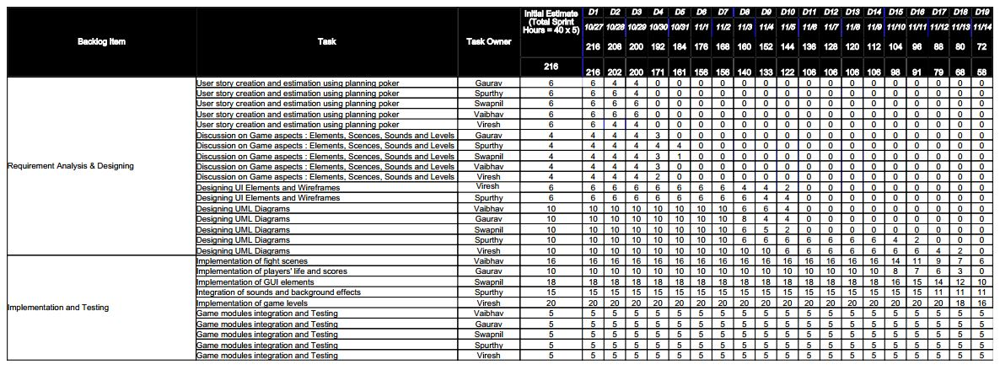 Backlog Item Task Task Owner Initial Estimate (Total Sprint Hours = 40 x 5) D1 D2 D3 D4 D5 D6 D7 D8 D9 D10 D11 D12 D13 D14 D15 D16 D17 D18 D19
10/27 10/28 10/29 10/30 10/31 11/1 11/2 11/3 11/4 11/5 11/6 11/7 11/8 11/9 11/10 11/11 11/12 11/13 11/14
216 208 200 192 184 176 168 160 152 144 136 128 120 112 104 96 88 80 72
216 216 202 200 171 161 156 156 140 133 122 106 106 106 106 98 91 79 68 58
Requirement Analysis & Designing
User story creation and estimation using planning poker Gaurav 6 6 4 4 0 0 0 0 0 0 0 0 0 0 0 0 0 0 0 0
User story creation and estimation using planning poker Spurthy 6 6 4 4 0 0 0 0 0 0 0 0 0 0 0 0 0 0 0 0
User story creation and estimation using planning poker Swapnil 6 6 6 6 0 0 0 0 0 0 0 0 0 0 0 0 0 0 0 0
User story creation and estimation using planning poker Vaibhav 6 6 6 6 0 0 0 0 0 0 0 0 0 0 0 0 0 0 0 0
User story creation and estimation using planning poker Viresh 6 6 4 4 0 0 0 0 0 0 0 0 0 0 0 0 0 0 0 0
Discussion on Game aspects : Elements, Scences, Sounds and Levels Gaurav 4 4 4 4 3 0 0 0 0 0 0 0 0 0 0 0 0 0 0 0
Discussion on Game aspects : Elements, Scences, Sounds and Levels Spurthy 4 4 4 4 4 4 0 0 0 0 0 0 0 0 0 0 0 0 0 0
Discussion on Game aspects : Elements, Scences, Sounds and Levels Swapnil 4 4 4 4 3 1 0 0 0 0 0 0 0 0 0 0 0 0 0 0
Discussion on Game aspects : Elements, Scences, Sounds and Levels Vaibhav 4 4 4 4 3 0 0 0 0 0 0 0 0 0 0 0 0 0 0 0
Discussion on Game aspects : Elements, Scences, Sounds and Levels Viresh 4 4 4 4 2 0 0 0 0 0 0 0 0 0 0 0 0 0 0 0
Designing UI Elements and Wireframes Viresh 6 6 6 6 6 6 6 6 4 4 2 0 0 0 0 0 0 0 0 0
Designing UI Elements and Wireframes Spurthy 6 6 6 6 6 6 6 6 6 4 4 0 0 0 0 0 0 0 0 0
Designing UML Diagrams Vaibhav 10 10 10 10 10 10 10 10 6 6 4 0 0 0 0 0 0 0 0 0
Designing UML Diagrams Gaurav 10 10 10 10 10 10 10 10 8 4 4 0 0 0 0 0 0 0 0 0
Designing UML Diagrams Swapnil 10 10 10 10 10 10 10 10 6 5 2 0 0 0 0 0 0 0 0 0
Designing UML Diagrams Spurthy 10 10 10 10 10 10 10 10 6 6 6 6 6 6 6 4 2 0 0 0
Designing UML Diagrams Viresh 10 10 10 10 10 10 10 10 10 10 6 6 6 6 6 6 6 4 2 0
Implementation and Testing
Implementation of fight scenes Vaibhav 16 16 16 16 16 16 16 16 16 16 16 16 16 16 16 14 11 9 7 6
Implementation of players' life and scores Gaurav 10 10 10 10 10 10 10 10 10 10 10 10 10 10 10 8 7 6 3 0
Implementation of GUI elements Swapnil 18 18 18 18 18 18 18 18 18 18 18 18 18 18 18 16 15 14 12 10
Integration of sounds and background effects Spurthy 15 15 15 15 15 15 15 15 15 15 15 15 15 15 15 15 15 11 11 11
Implementation of game levels Viresh 20 20 20 20 20 20 20 20 20 20 20 20 20 20 20 20 20 20 18 16
Game modules integration and Testing Vaibhav 5 5 5 5 5 5 5 5 5 5 5 5 5 5 5 5 5 5 5 5
Game modules integration and Testing Gaurav 5 5 5 5 5 5 5 5 5 5 5 5 5 5 5 5 5 5 5 5
Game modules integration and Testing Swapnil 5 5 5 5 5 5 5 5 5 5 5 5 5 5 5 5 5 5 5 5
Game modules integration and Testing Spurthy 5 5 5 5 5 5 5 5 5 5 5 5 5 5 5 5 5 5 5 5
Game modules integration and Testing Viresh 5 5 5 5 5 5 5 5 5 5 5 5 5 5 5 5 5 5 5 5